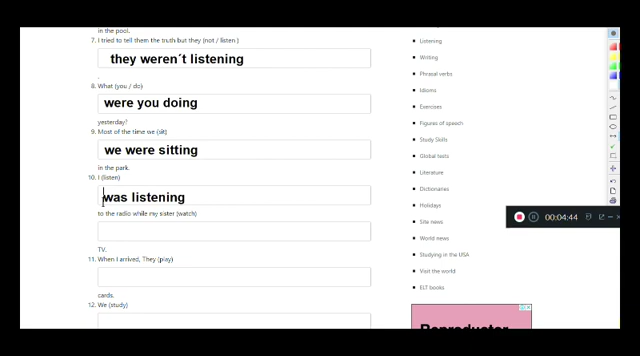 in the pool.
7. I tried to tell them the truth but they (not / listen )
they weren´t listening
.
8. What (you / do)
were you doing
yesterday?
9. Most of the time we (sit)
we were sitting
in the park.
10. I (listen)
was listening
to the radio while my sister (watch)
TV.
11. When I arrived, They (play)
cards.
12. We (study)
Listening
Writing
Phrasal verbs
Idioms
Exercises
Figures of speech
Study Skills
Global tests
Literature
Dictionaries
Holidays
Site news
World news
Studying in the USA
Visit the world
ELT books
00:04:44
Reproductor